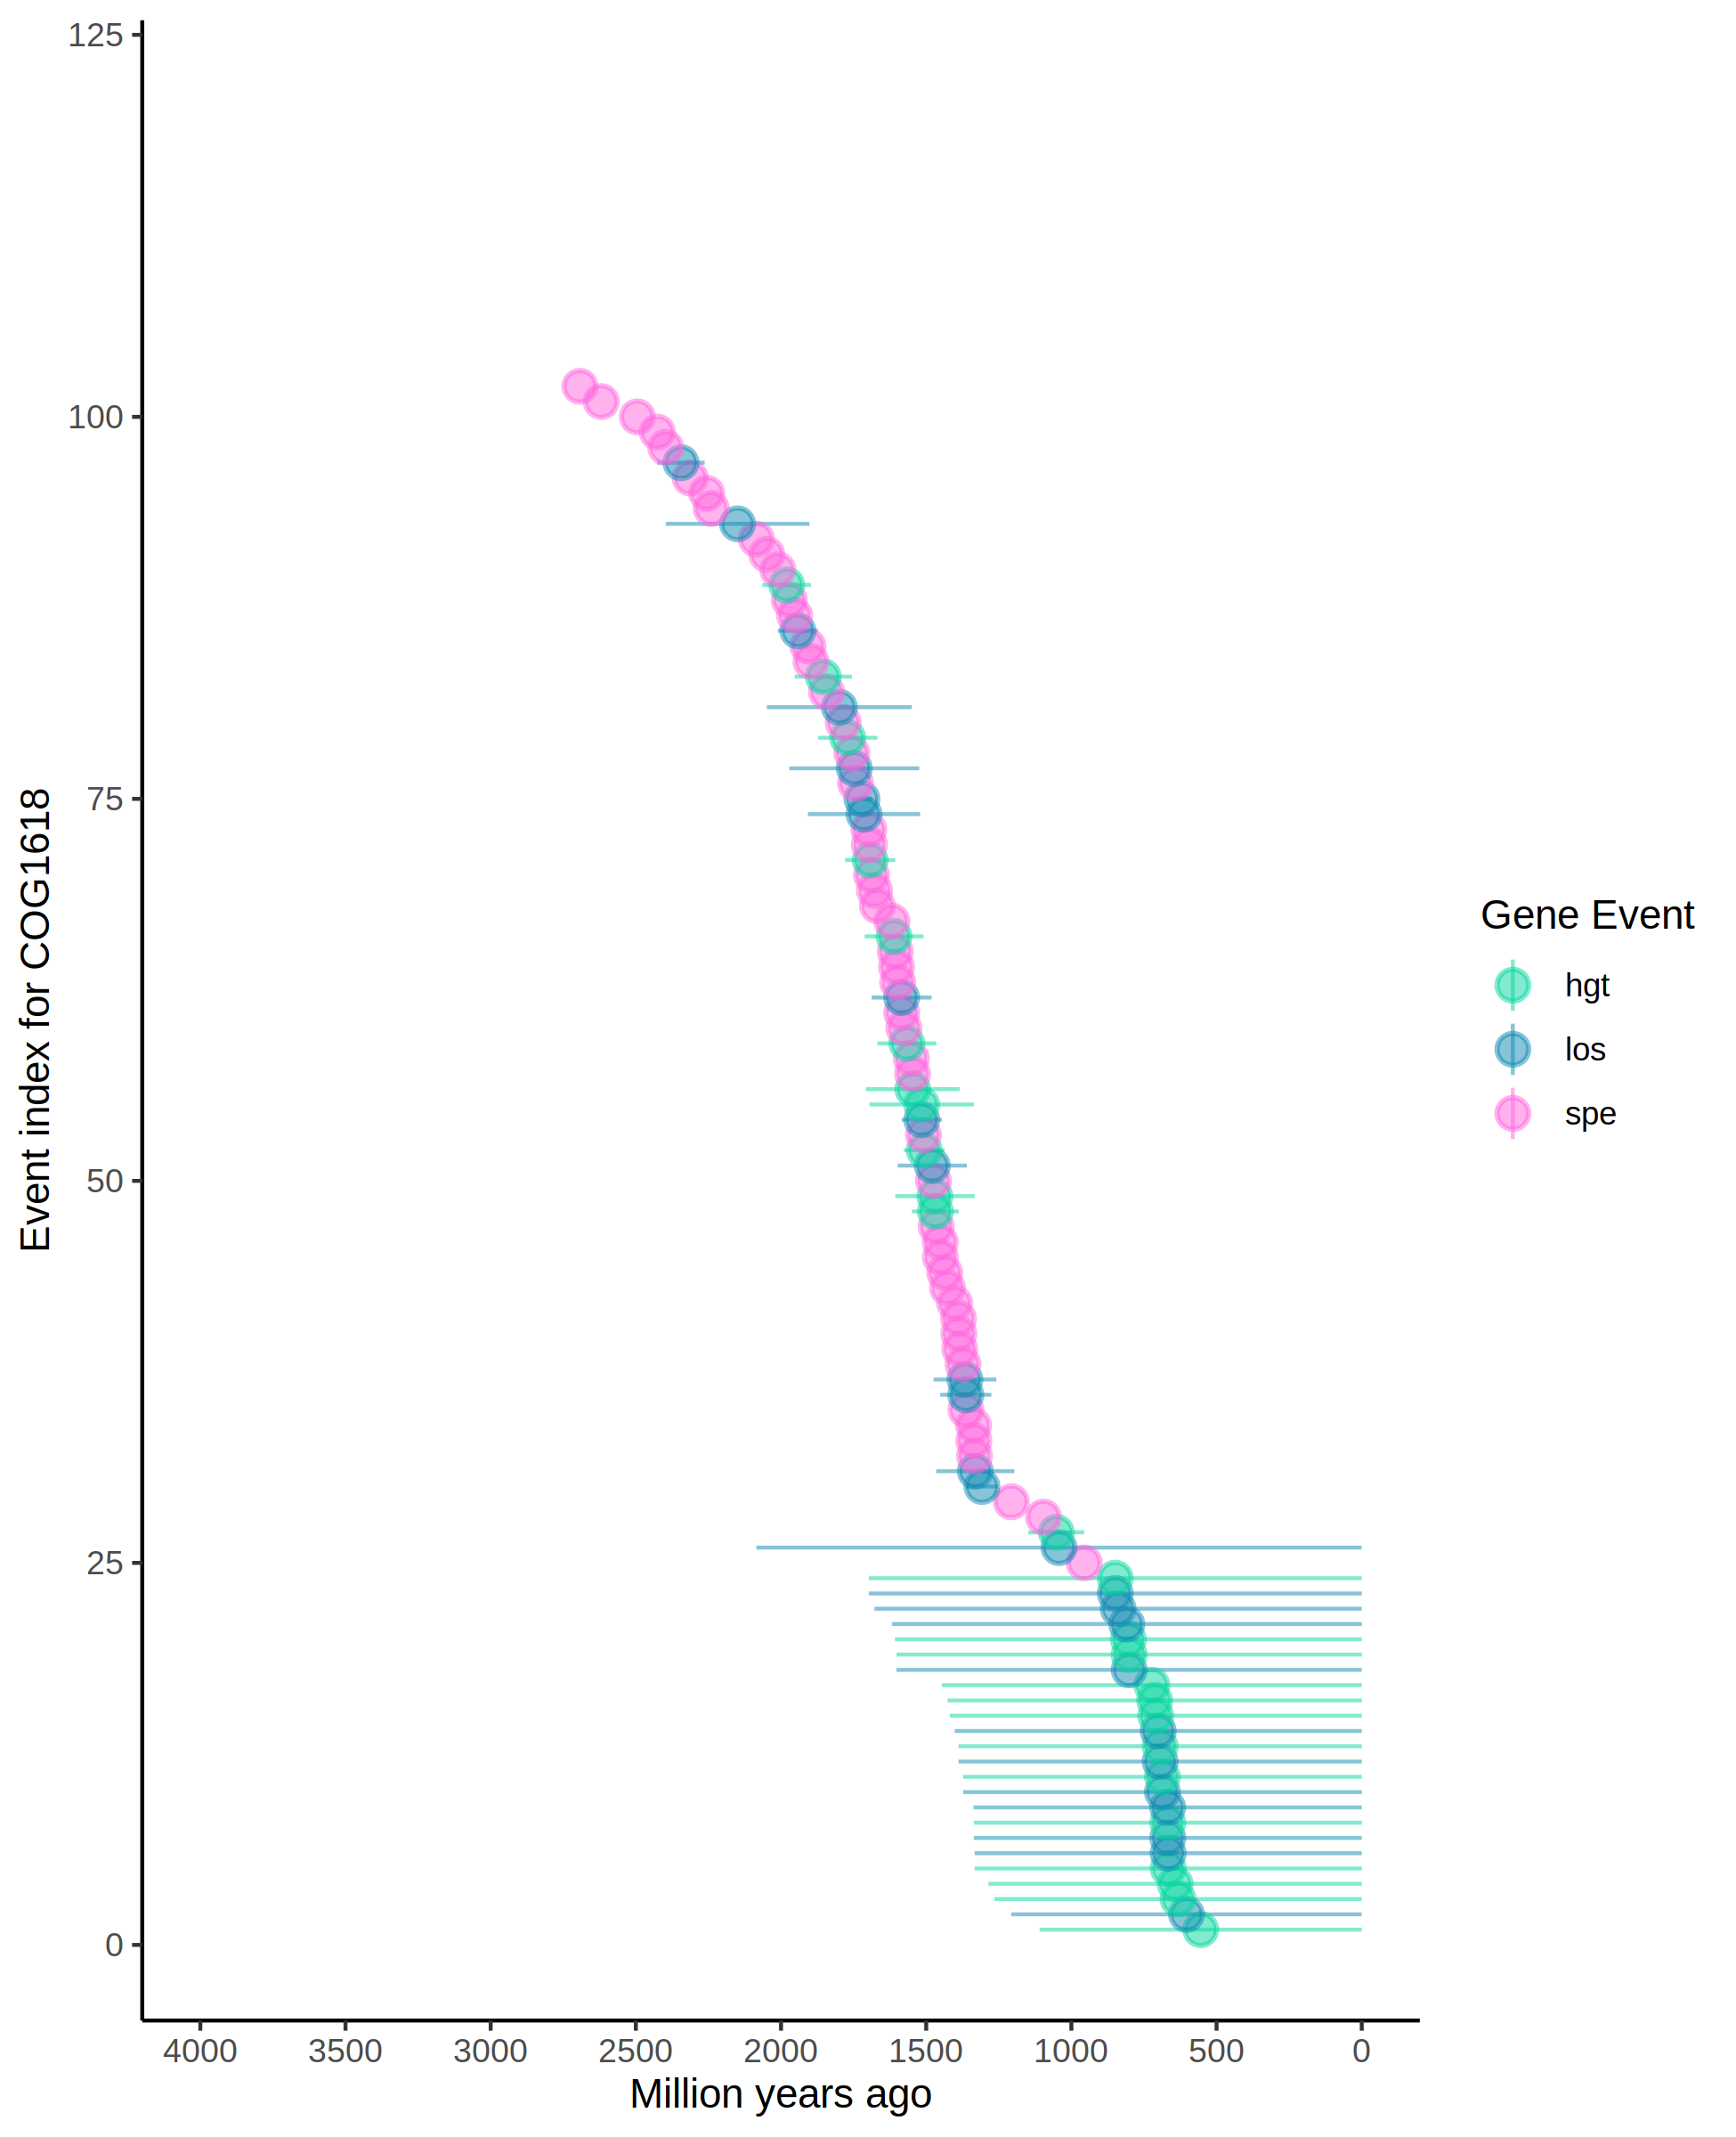 125
100
75
50
25
0
Event index for COG1618
4000 3500 3000 2500 2000 1500 1000 500 0
Million years ago
Gene Event
hgt
los
spe